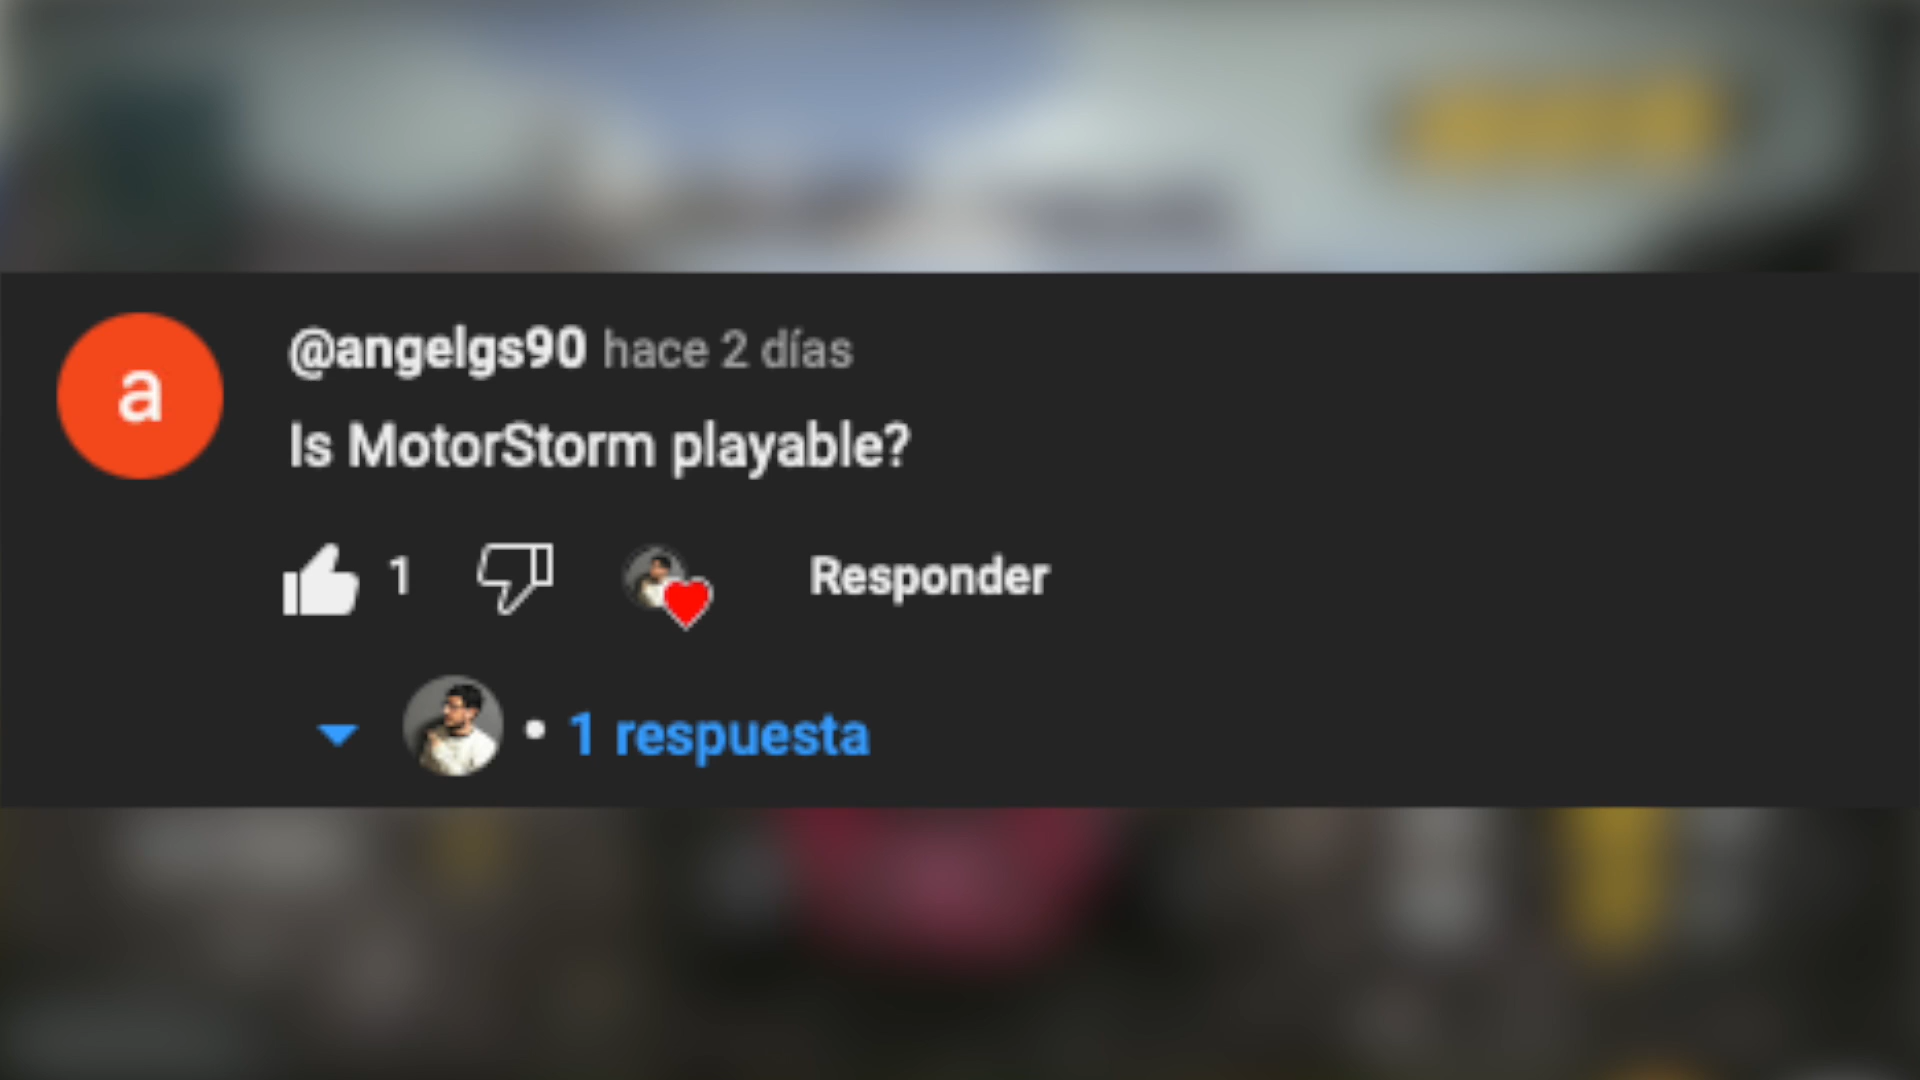 a
@angelgs90 hace 2 días
Is MotorStorm playable?
1
Responder
• 1 respuesta